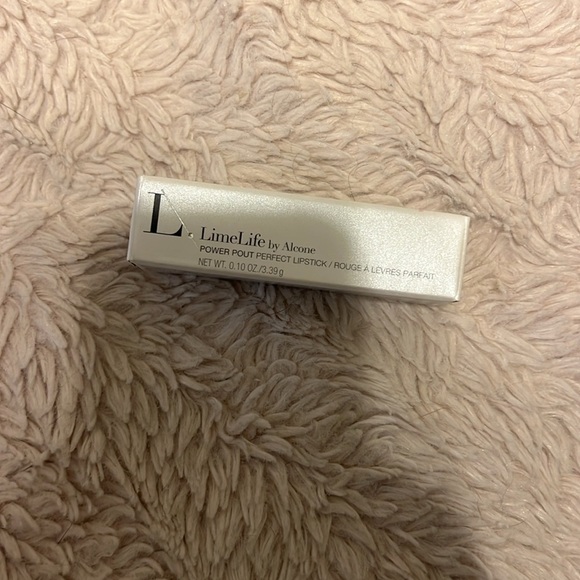 L.
LimeLife by Alcone
POWER POUT PERFECT LIPSTICK / ROUGE À LÈVRES PARFAIT
NET WT. 0.10 OZ./3.39 g